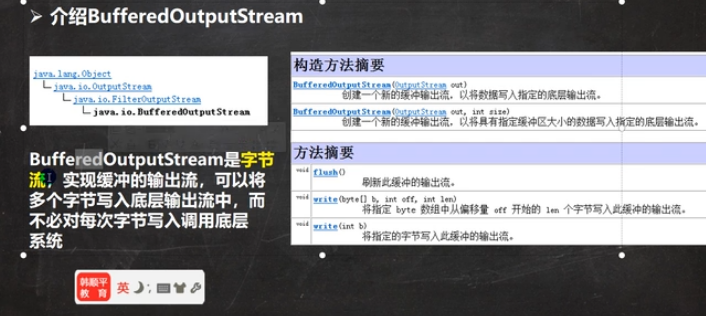 ➢ 介绍BufferedOutputStream
java.lang.Object
java.io.OutputStream
java.io.FilterOutputStream
java.io.BufferedOutputStream
BufferedOutputStream是字节
流，实现缓冲的输出流，可以将
多个字节写入底层输出流中，而
不必对每次字节写入调用底层
系统
构造方法摘要
BufferedOutputStream(OutputStream out)
创建一个新的缓冲输出流，以将数据写入指定的底层输出流。
BufferedOutputStream(OutputStream out, int size)
创建一个新的缓冲输出流，以将具有指定缓冲区大小的数据写入指定的底层输出流。
方法摘要
void flush()
刷新此缓冲的输出流。
void write(byte[] b, int off, int len)
将指定 byte 数组中从偏移量 off 开始的 len 个字节写入此缓冲的输出流。
void write(int b)
将指定的字节写入此缓冲的输出流。
韩顺平
教育
英